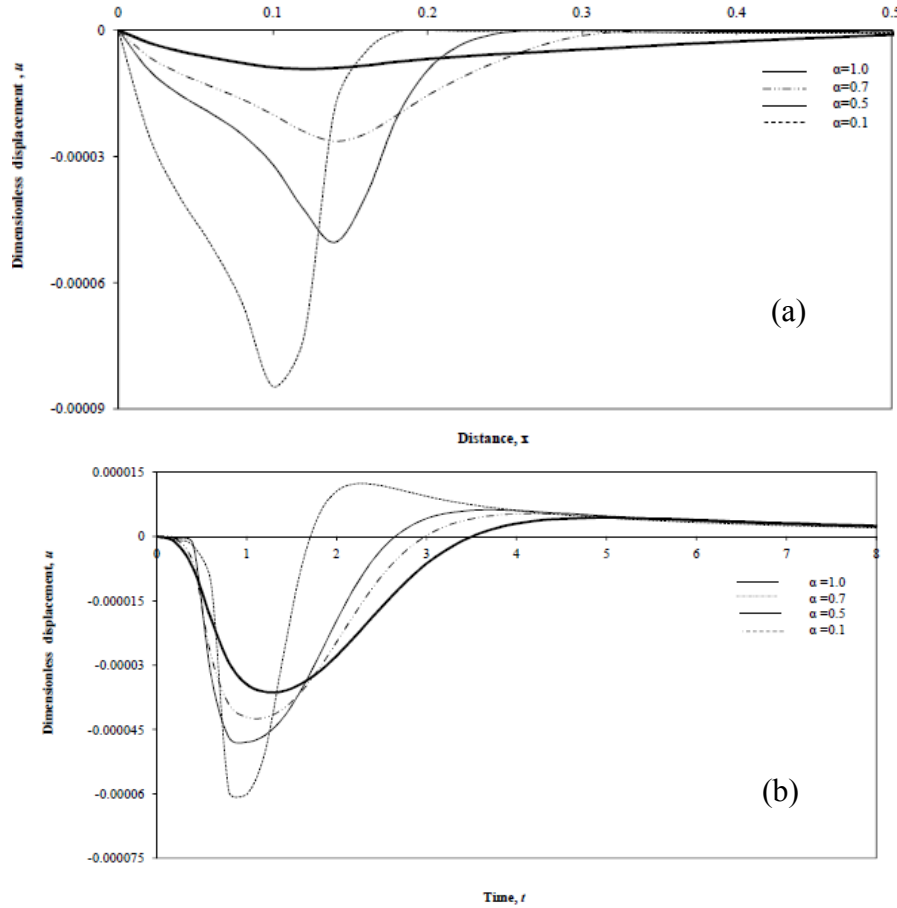 0 0.1 0.2 0.3 0.4 0.5
0
-0.00003
-0.00006
-0.00009
Dimensionless displacement , u
α=1.0
α=0.7
α=0.5
α=0.1
(a)
Distance, x
0.000015
0
-0.000015
-0.00003
-0.000045
-0.00006
-0.000075
Dimensionless displacement, u
0 1 2 3 4 5 6 7 8
α =1.0
α =0.7
α =0.5
α =0.1
(b)
Time, t